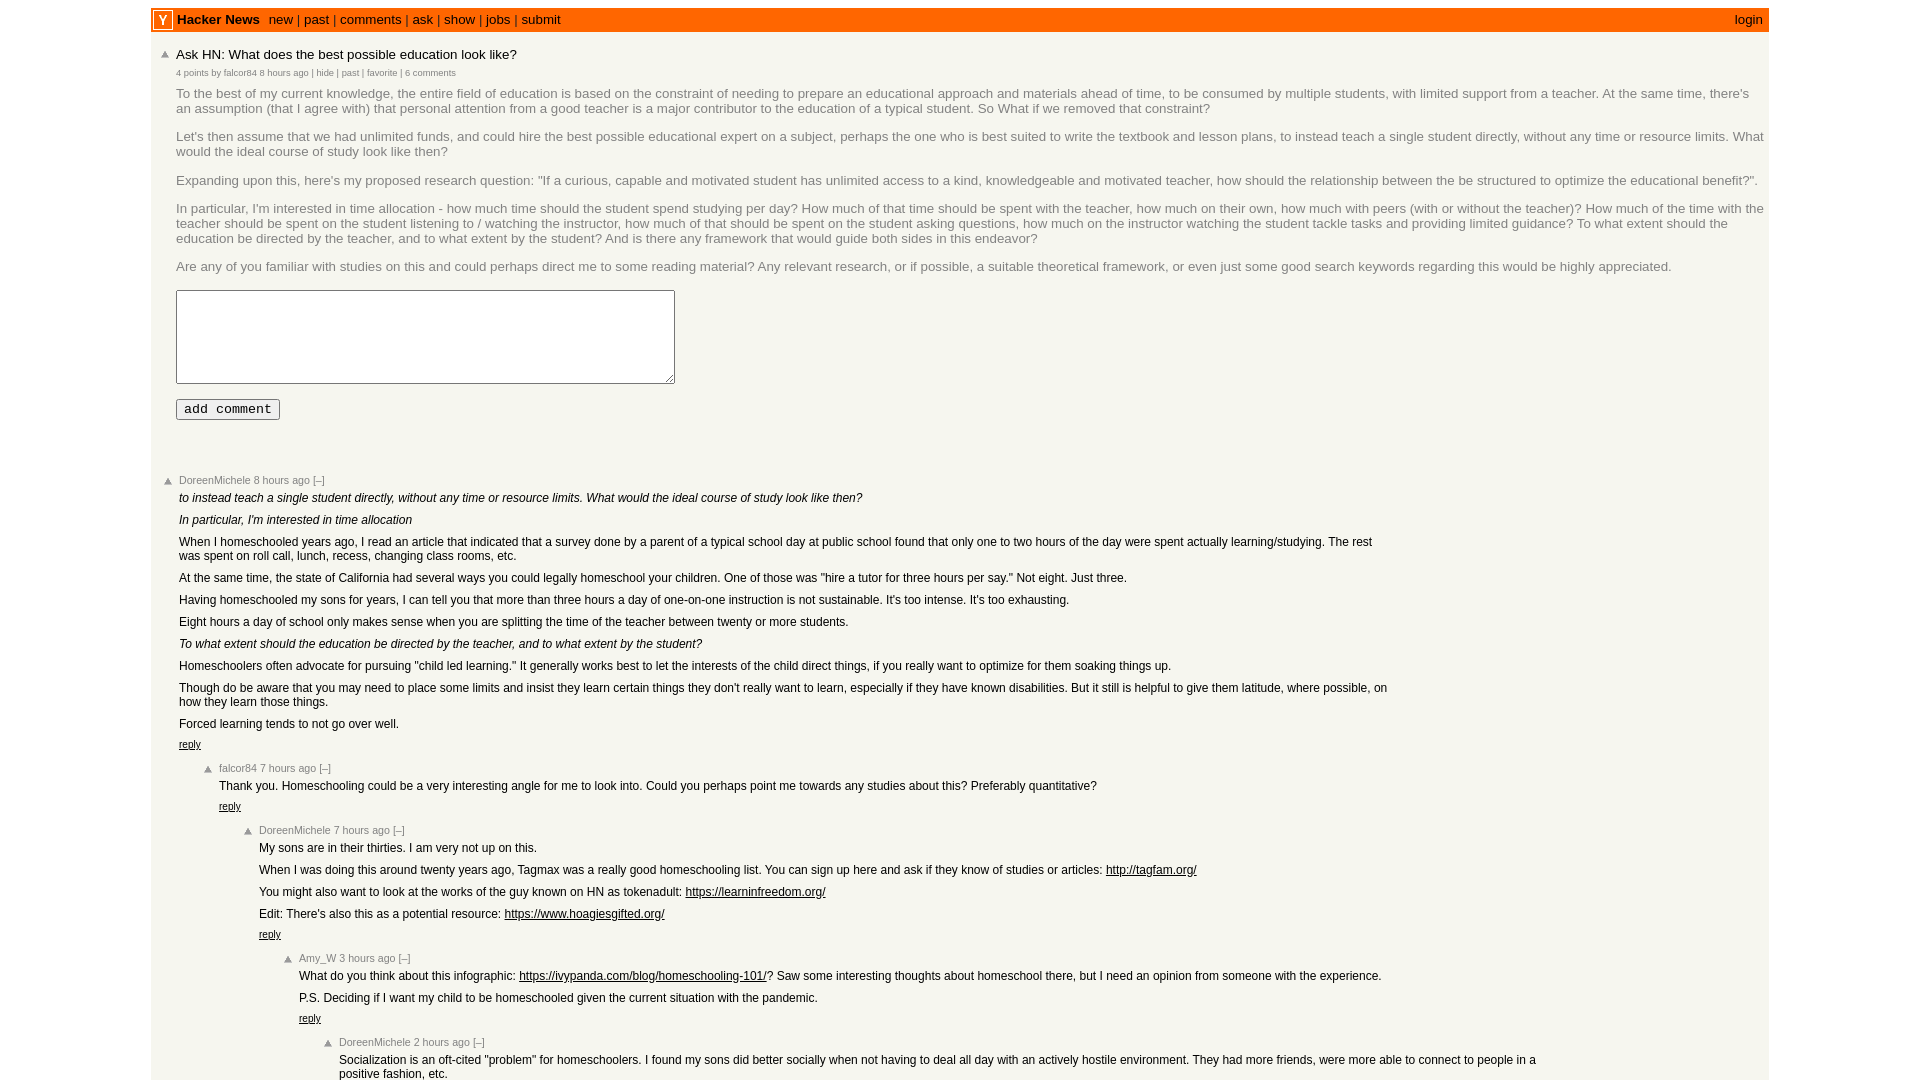 Y Hacker News new | past | comments | ask | show | jobs | submit login
Ask HN: What does the best possible education look like?
4 points by falcor84 8 hours ago | hide | past | favorite | 6 comments
To the best of my current knowledge, the entire field of education is based on the constraint of needing to prepare an educational approach and materials ahead of time, to be consumed by multiple students, with limited support from a teacher. At the same time, there's
an assumption (that I agree with) that personal attention from a good teacher is a major contributor to the education of a typical student. So What if we removed that constraint?
Let's then assume that we had unlimited funds, and could hire the best possible educational expert on a subject, perhaps the one who is best suited to write the textbook and lesson plans, to instead teach a single student directly, without any time or resource limits. What
would the ideal course of study look like then?
Expanding upon this, here's my proposed research question: "If a curious, capable and motivated student has unlimited access to a kind, knowledgeable and motivated teacher, how should the relationship between the be structured to optimize the educational benefit?".
In particular, I'm interested in time allocation - how much time should the student spend studying per day? How much of that time should be spent with the teacher, how much on their own, how much with peers (with or without the teacher)? How much of the time with the
teacher should be spent on the student listening to / watching the instructor, how much of that should be spent on the student asking questions, how much on the instructor watching the student tackle tasks and providing limited guidance? To what extent should the
education be directed by the teacher, and to what extent by the student? And is there any framework that would guide both sides in this endeavor?
Are any of you familiar with studies on this and could perhaps direct me to some reading material? Any relevant research, or if possible, a suitable theoretical framework, or even just some good search keywords regarding this would be highly appreciated.
add comment
DoreenMichele 8 hours ago [–]
to instead teach a single student directly, without any time or resource limits. What would the ideal course of study look like then?
In particular, I'm interested in time allocation
When I homeschooled years ago, I read an article that indicated that a survey done by a parent of a typical school day at public school found that only one to two hours of the day were spent actually learning/studying. The rest
was spent on roll call, lunch, recess, changing class rooms, etc.
At the same time, the state of California had several ways you could legally homeschool your children. One of those was "hire a tutor for three hours per say." Not eight. Just three.
Having homeschooled my sons for years, I can tell you that more than three hours a day of one-on-one instruction is not sustainable. It's too intense. It's too exhausting.
Eight hours a day of school only makes sense when you are splitting the time of the teacher between twenty or more students.
To what extent should the education be directed by the teacher, and to what extent by the student?
Homeschoolers often advocate for pursuing "child led learning." It generally works best to let the interests of the child direct things, if you really want to optimize for them soaking things up.
Though do be aware that you may need to place some limits and insist they learn certain things they don't really want to learn, especially if they have known disabilities. But it still is helpful to give them latitude, where possible, on
how they learn those things.
Forced learning tends to not go over well.
reply
falcor84 7 hours ago [–]
Thank you. Homeschooling could be a very interesting angle for me to look into. Could you perhaps point me towards any studies about this? Preferably quantitative?
reply
DoreenMichele 7 hours ago [–]
My sons are in their thirties. I am very not up on this.
When I was doing this around twenty years ago, Tagmax was a really good homeschooling list. You can sign up here and ask if they know of studies or articles: http://tagfam.org/
You might also want to look at the works of the guy known on HN as tokenadult: https://learninfreedom.org/
Edit: There's also this as a potential resource: https://www.hoagiesgifted.org/
reply
Amy_W 3 hours ago [–]
What do you think about this infographic: https://ivypanda.com/blog/homeschooling-101/? Saw some interesting thoughts about homeschool there, but I need an opinion from someone with the experience.
P.S. Deciding if I want my child to be homeschooled given the current situation with the pandemic.
reply
DoreenMichele 2 hours ago [–]
Socialization is an oft-cited "problem" for homeschoolers. I found my sons did better socially when not having to deal all day with an actively hostile environment. They had more friends, were more able to connect to people in a
positive fashion, etc.